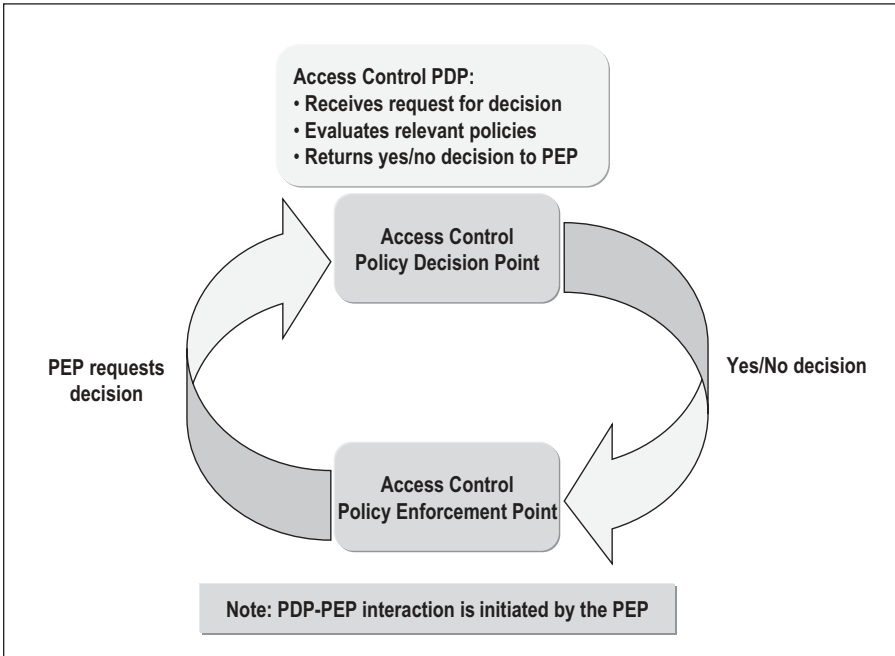 Access Control PDP:
• Receives request for decision
• Evaluates relevant policies
• Returns yes/no decision to PEP
Access Control
Policy Decision Point
PEP requests
decision
Yes/No decision
Access Control
Policy Enforcement Point
Note: PDP-PEP interaction is initiated by the PEP